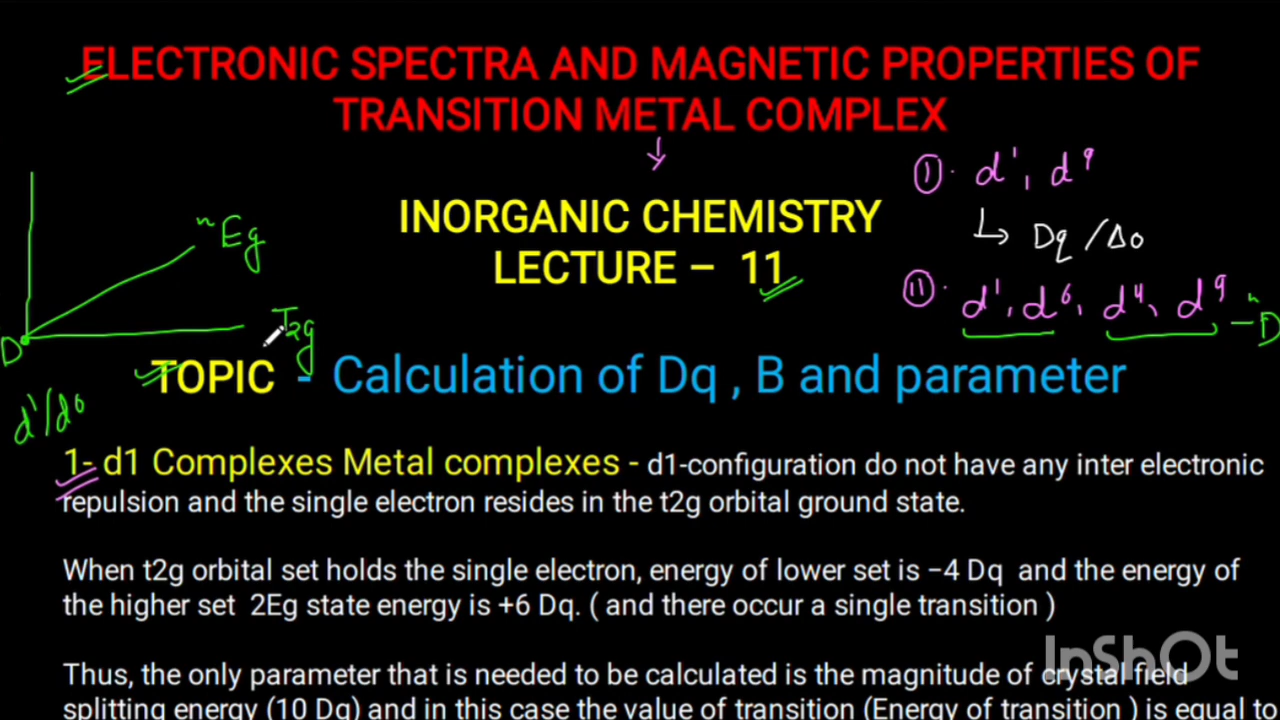 ELECTRONIC SPECTRA AND MAGNETIC PROPERTIES OF
TRANSITION METAL COMPLEX
① · d¹, d⁹
INORGANIC CHEMISTRY
↳ Dq / Δo
LECTURE – 11
ⁿEg
⑪ · d¹, d⁶, d⁴, d⁹ – ⁿD
T₂g
D
TOPIC - Calculation of Dq , B and parameter
d¹/d⁶
1- d1 Complexes Metal complexes - d1-configuration do not have any inter electronic
repulsion and the single electron resides in the t2g orbital ground state.
When t2g orbital set holds the single electron, energy of lower set is −4 Dq and the energy of
the higher set 2Eg state energy is +6 Dq. ( and there occur a single transition )
Thus, the only parameter that is needed to be calculated is the magnitude of crystal field
splitting energy (10 Dq) and in this case the value of transition (Energy of transition ) is equal to
InShOt